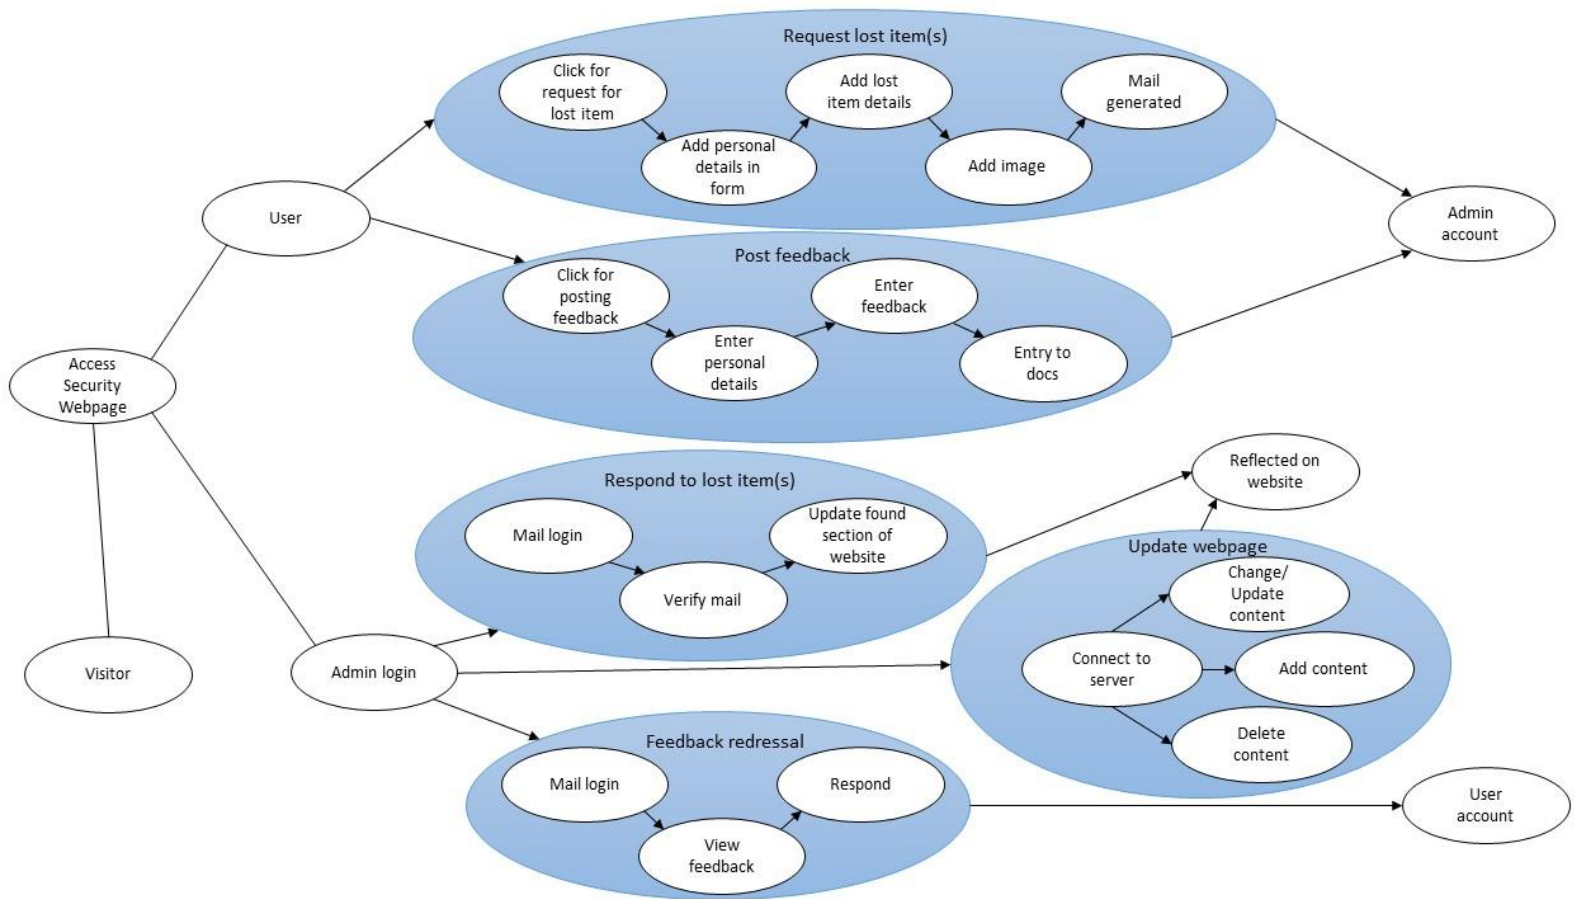 Request lost item(s)
Click for
request for
lost item
Add personal
details in
form
Add lost
item details
Add image
Mail
generated
User
Admin
account
Post feedback
Click for
posting
feedback
Enter
personal
details
Enter
feedback
Entry to
docs
Access
Security
Webpage
Respond to lost item(s)
Mail login
Verify mail
Update found
section of
website
Reflected on
website
Update webpage
Change/
Update
content
Connect to
server
Add content
Delete
content
Visitor
Admin login
Feedback redressal
Mail login
View
feedback
Respond
User
account